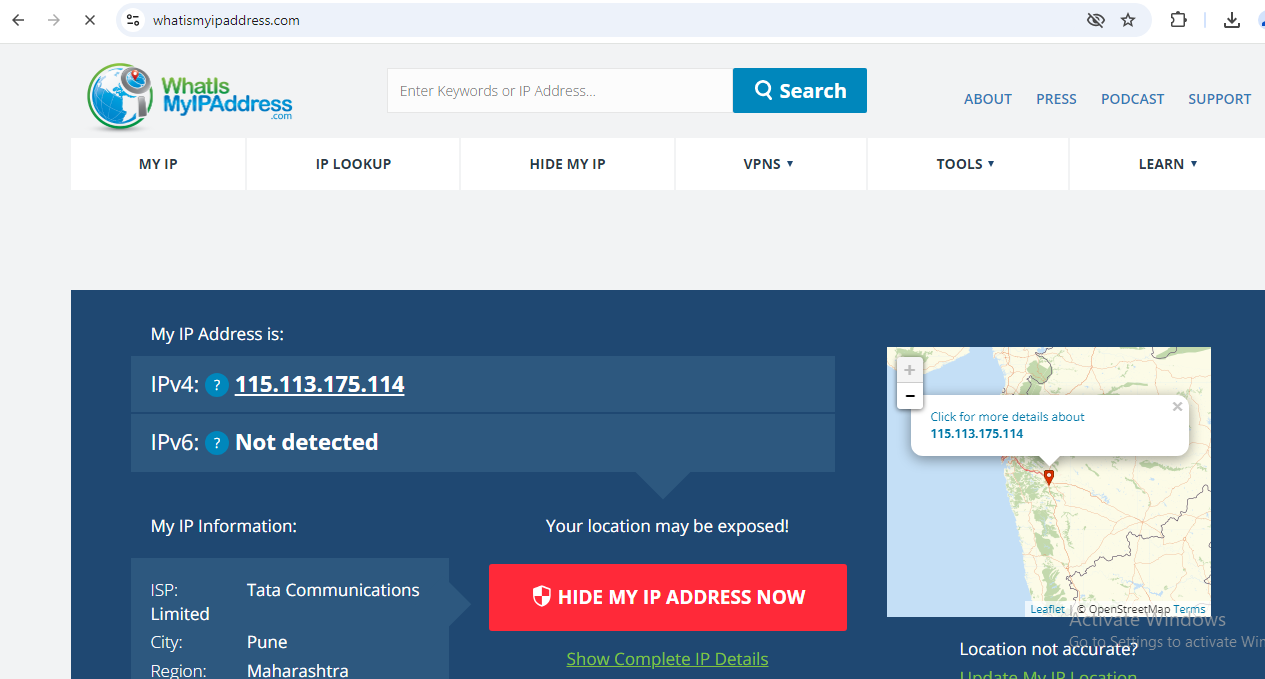 whatismyipaddress.com
WhatIs
MyIPAddress
.com
Enter Keywords or IP Address...
Search
ABOUT PRESS PODCAST SUPPORT
MY IP IP LOOKUP HIDE MY IP VPNS ▼ TOOLS ▼ LEARN ▼
My IP Address is:
IPv4: ? 115.113.175.114
IPv6: ? Not detected
+
−
Click for more details about ×
115.113.175.114
Leaflet | © OpenStreetMap Terms
My IP Information:
Your location may be exposed!
ISP: Tata Communications
Limited
City: Pune
Region: Maharashtra
HIDE MY IP ADDRESS NOW
Show Complete IP Details
Activate Windows
Go to Settings to activate Win
Location not accurate?
Update My IP Location